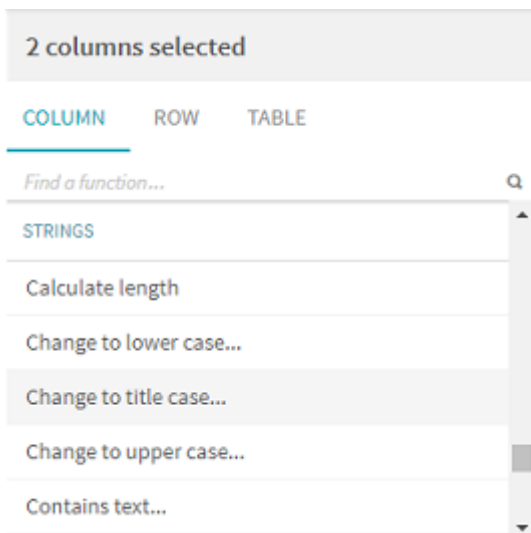 2 columns selected
COLUMN ROW TABLE
Find a function...
STRINGS
Calculate length
Change to lower case...
Change to title case...
Change to upper case...
Contains text...